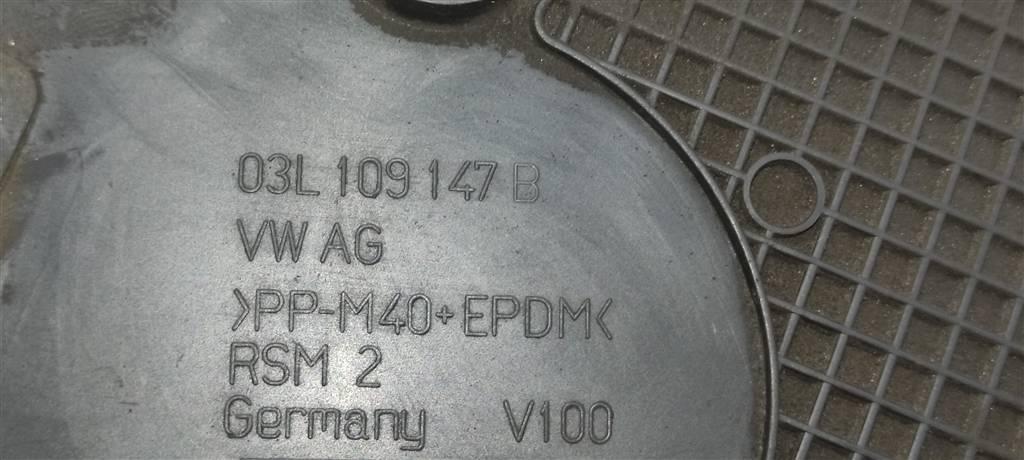 03L 109 147 B
VW AG
>PP-M40+EPDM<
RSM 2
Germany V100